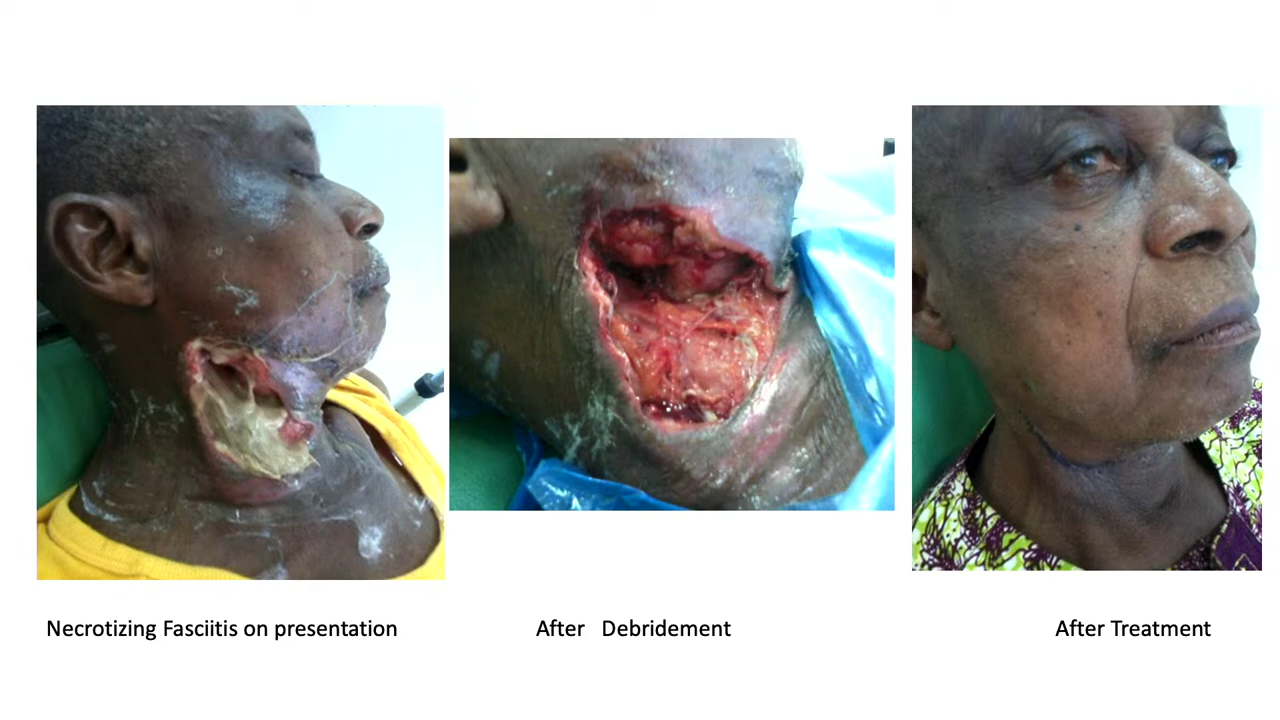 Necrotizing Fasciitis on presentation
After Debridement
After Treatment